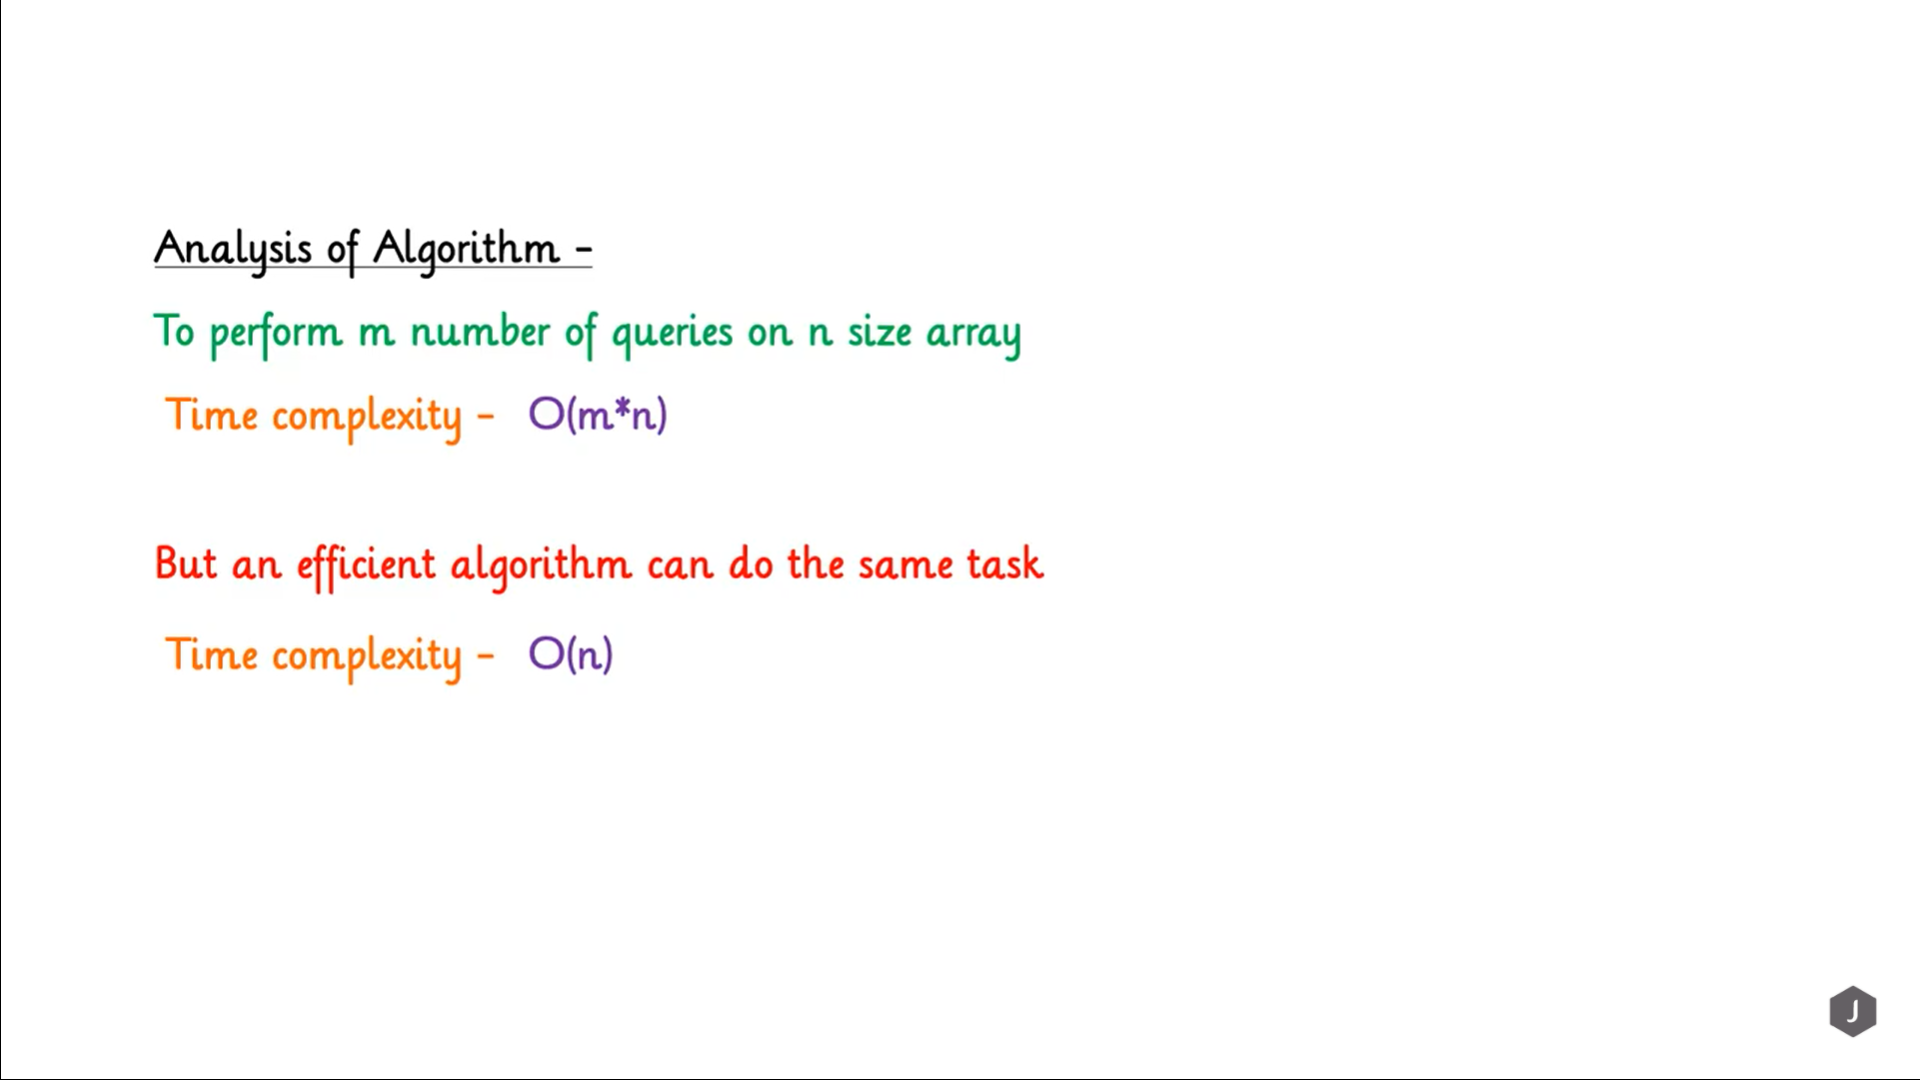 Analysis of Algorithm -
To perform m number of queries on n size array
Time complexity - O(m*n)
But an efficient algorithm can do the same task
Time complexity - O(n)
J